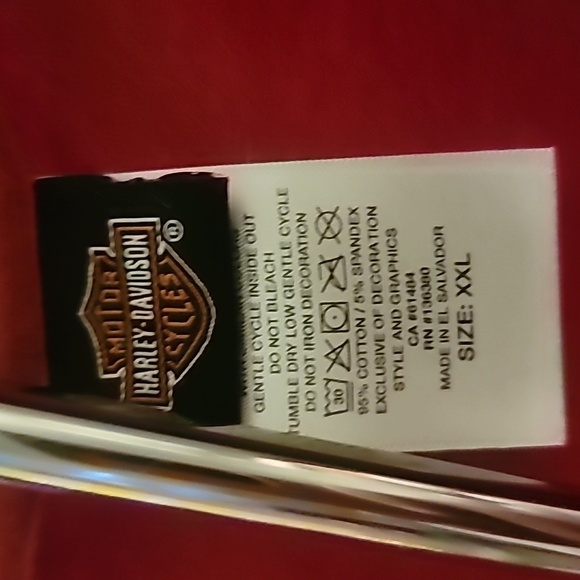 MOTOR
HARLEY-DAVIDSON
CYCLES
®
GENTLE CYCLE INSIDE OUT
DO NOT BLEACH
TUMBLE DRY LOW GENTLE CYCLE
DO NOT IRON DECORATION
30
95% COTTON / 5% SPANDEX
EXCLUSIVE OF DECORATION
STYLE AND GRAPHICS
CA #61484
RN #136380
MADE IN EL SALVADOR
SIZE: XXL